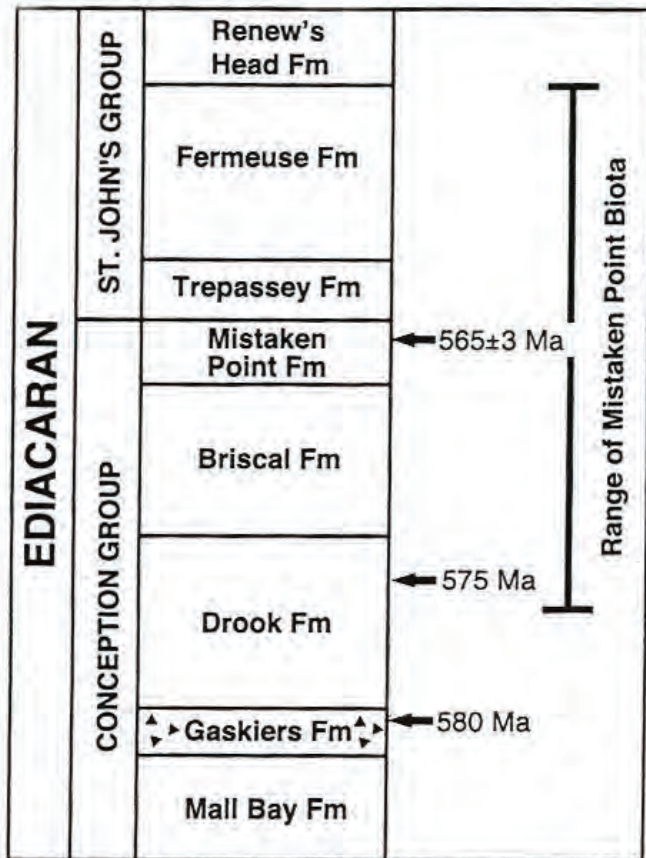 EDIACARAN
ST. JOHN'S GROUP
CONCEPTION GROUP
Renew's
Head Fm
Fermeuse Fm
Trepassey Fm
Mistaken
Point Fm
Briscal Fm
Drook Fm
Gaskiers Fm
Mall Bay Fm
565±3 Ma
575 Ma
580 Ma
Range of Mistaken Point Biota